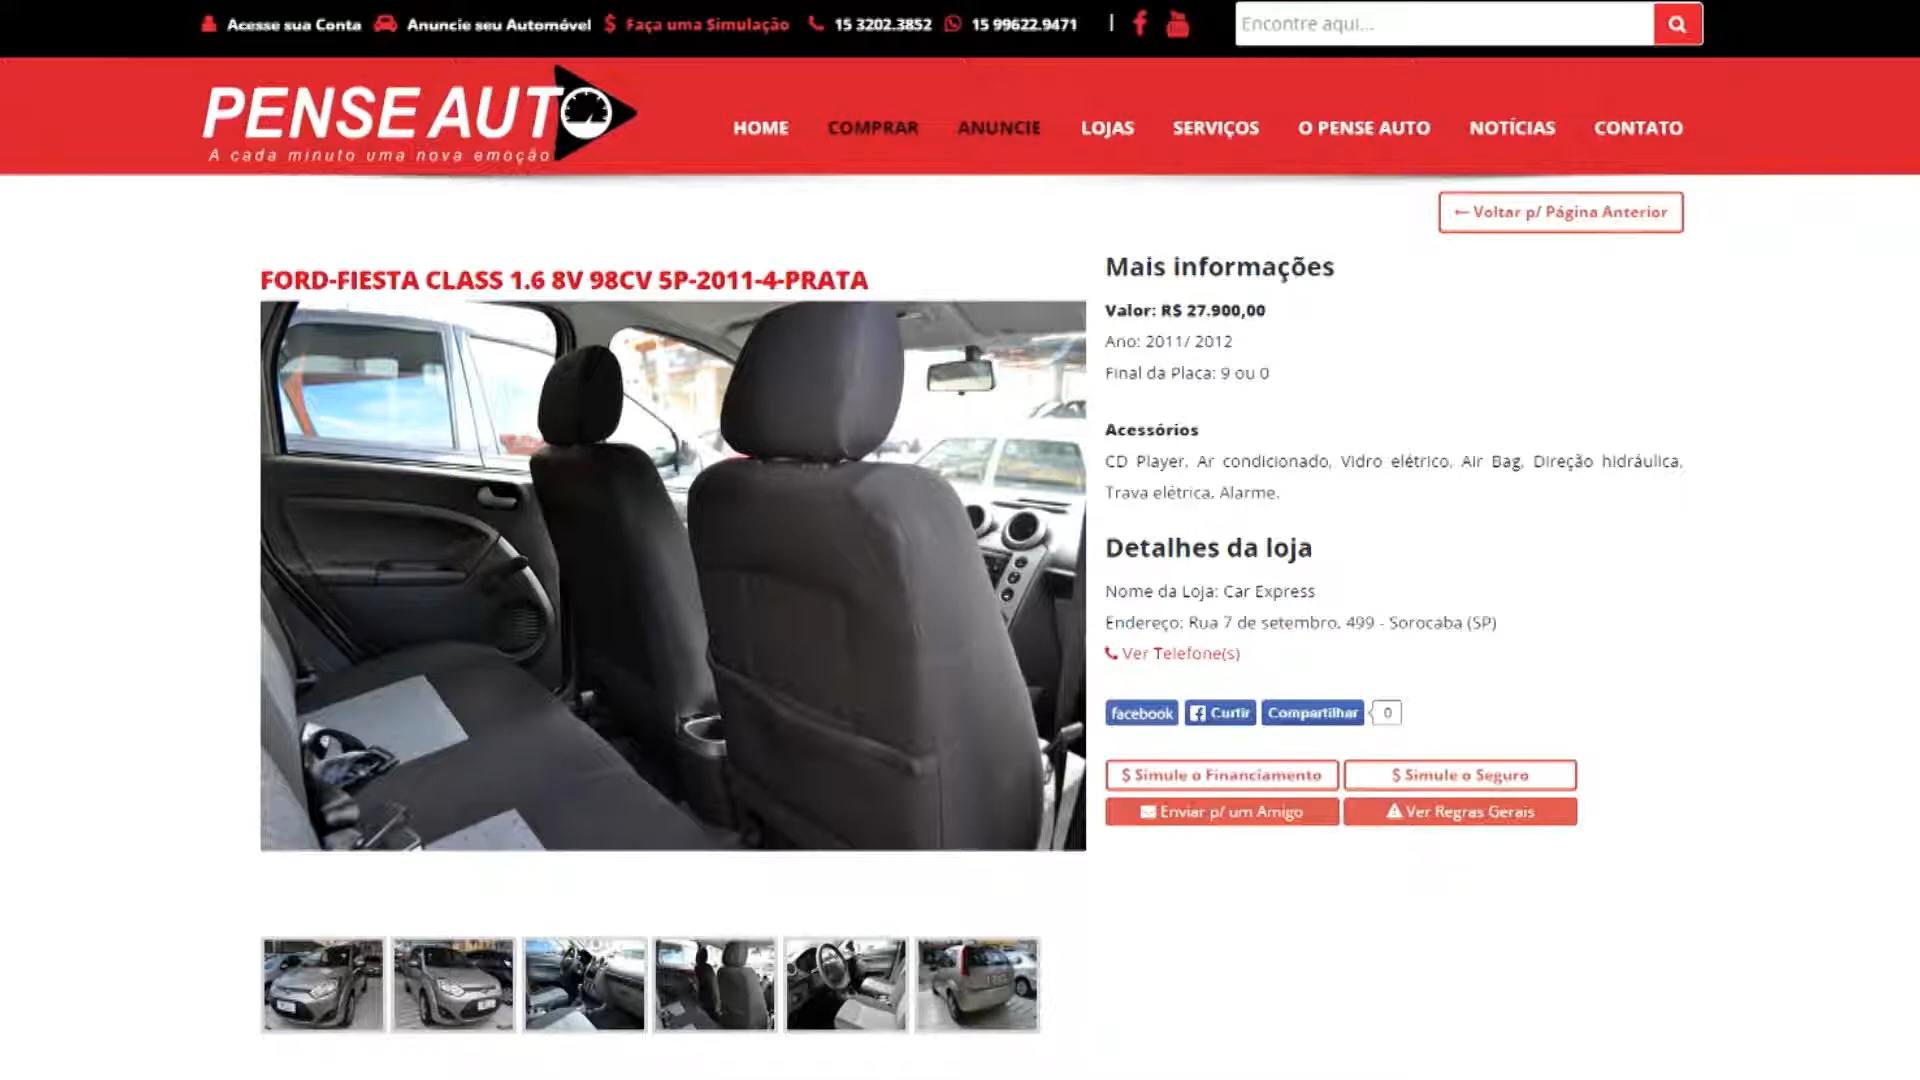 Acesse sua Conta Anuncie seu Automóvel Faça uma Simulação 15 3202.3852 15 99622.9471 |
Encontre aqui...
PENSE AUTO
A cada minuto uma nova emoção
HOME COMPRAR ANUNCIE LOJAS SERVIÇOS O PENSE AUTO NOTÍCIAS CONTATO
← Voltar p/ Página Anterior
FORD-FIESTA CLASS 1.6 8V 98CV 5P-2011-4-PRATA
Mais informações
Valor: R$ 27.900,00
Ano: 2011/ 2012
Final da Placa: 9 ou 0
Acessórios
CD Player, Ar condicionado, Vidro elétrico, Air Bag, Direção hidráulica,
Trava elétrica, Alarme.
Detalhes da loja
Nome da Loja: Car Express
Endereço: Rua 7 de setembro, 499 - Sorocaba (SP)
Ver Telefone(s)
facebook Curtir Compartilhar 0
$ Simule o Financiamento $ Simule o Seguro
Enviar p/ um Amigo Ver Regras Gerais